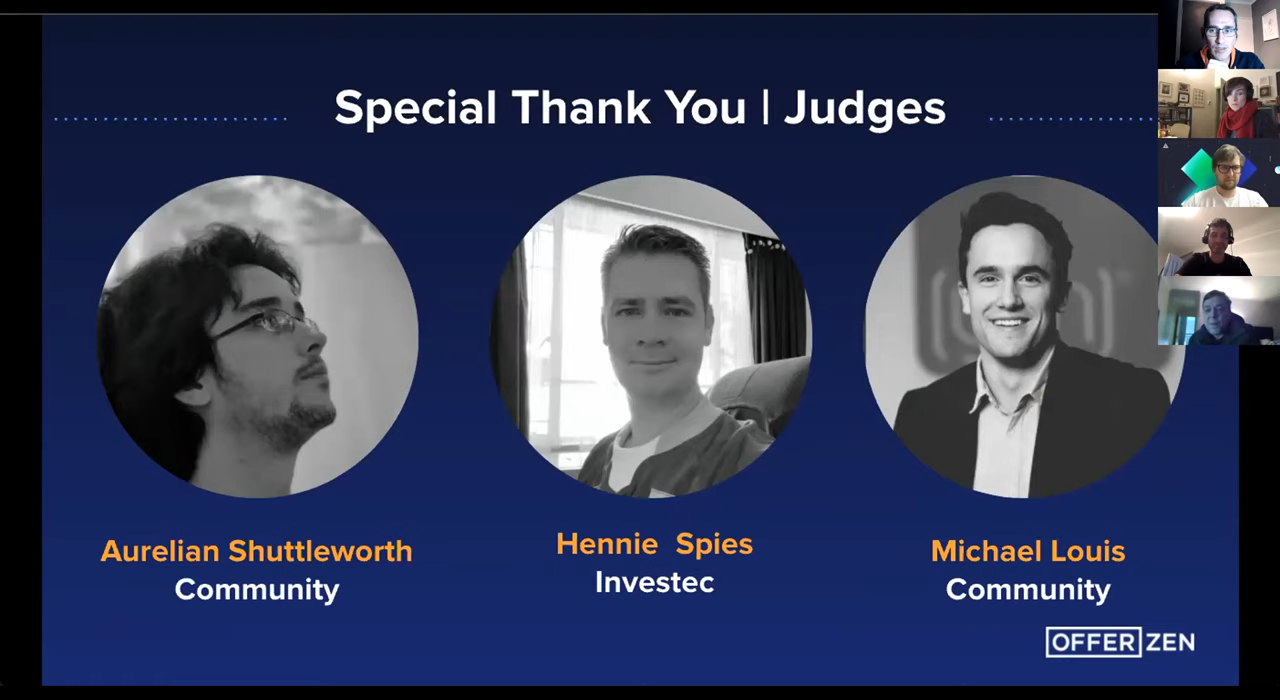 Special Thank You | Judges
Aurelian Shuttleworth
Community
Hennie Spies
Investec
Michael Louis
Community
OFFERZEN